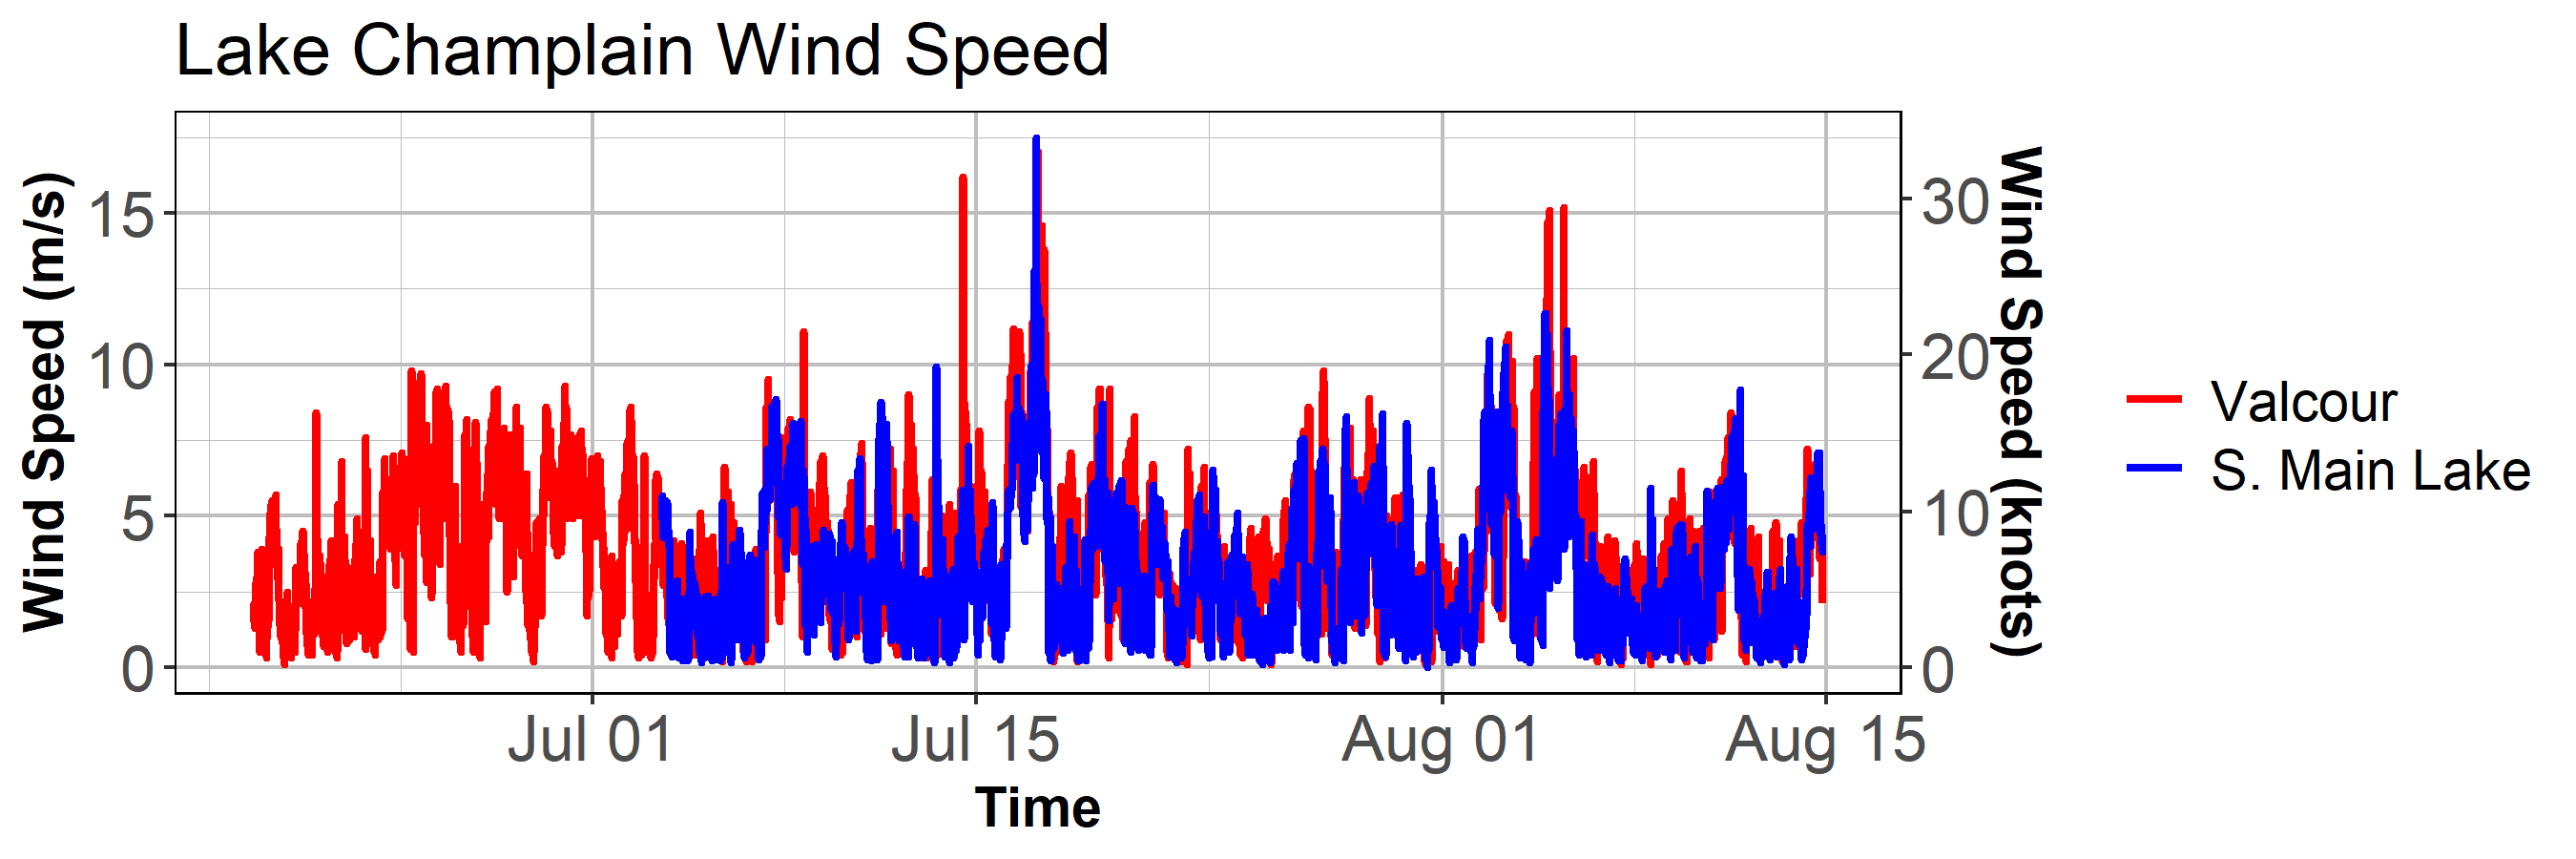 Lake Champlain Wind Speed
Wind Speed (m/s)
15
10
5
0
30
20
10
0
Wind Speed (knots)
Jul 01
Jul 15
Aug 01
Aug 15
Time
Valcour
S. Main Lake